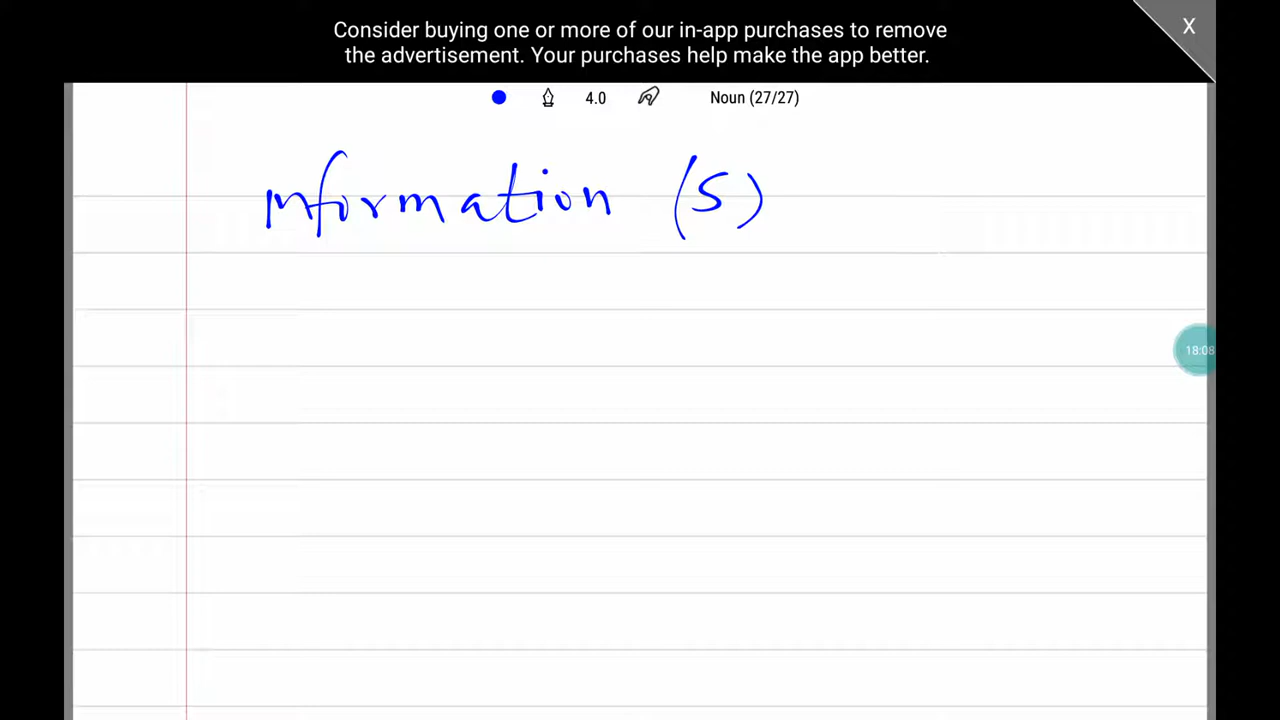 Consider buying one or more of our in-app purchases to remove
the advertisement. Your purchases help make the app better.
X
4.0 Noun (27/27)
Information (S)
18:08